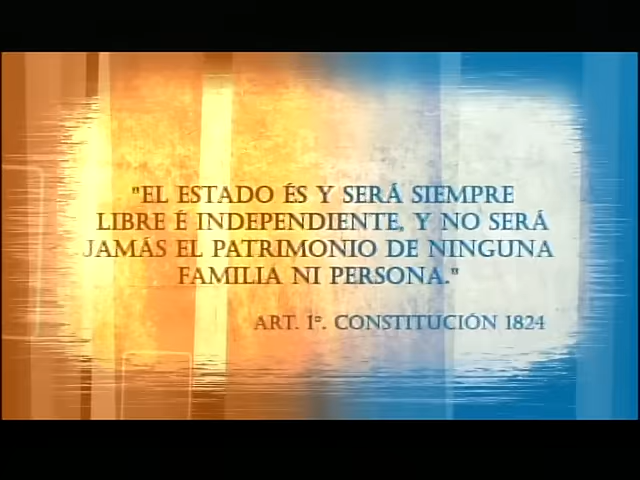 "EL ESTADO ÉS Y SERÁ SIEMPRE
LIBRE É INDEPENDIENTE, Y NO SERÁ
JAMÁS EL PATRIMONIO DE NINGUNA
FAMILIA NI PERSONA."
ART. 1º. CONSTITUCIÓN 1824